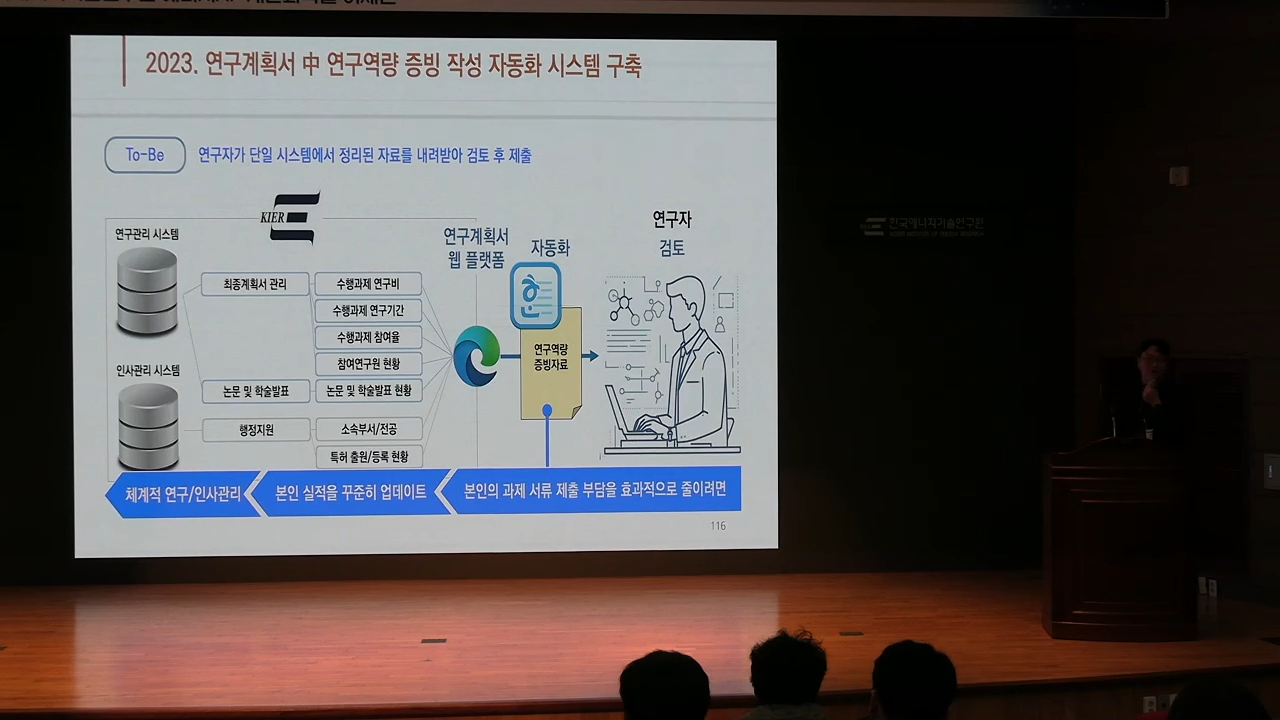 2023. 연구계획서 中 연구역량 증빙 작성 자동화 시스템 구축
To-Be
연구자가 단일 시스템에서 정리된 자료를 내려받아 검토 후 제출
KIER
연구관리 시스템
최종계획서 관리
수행과제 연구비
수행과제 연구기간
수행과제 참여율
참여연구원 현황
인사관리 시스템
논문 및 학술발표
논문 및 학술발표 현황
행정지원
소속부서/전공
특허 출원/등록 현황
연구계획서
웹 플랫폼
자동화
한
연구역량
증빙자료
연구자
검토
체계적 연구/인사관리
본인 실적을 꾸준히 업데이트
본인의 과제 서류 제출 부담을 효과적으로 줄이려면
116
한국에너지기술연구원
KOREA INSTITUTE OF ENERGY RESEARCH